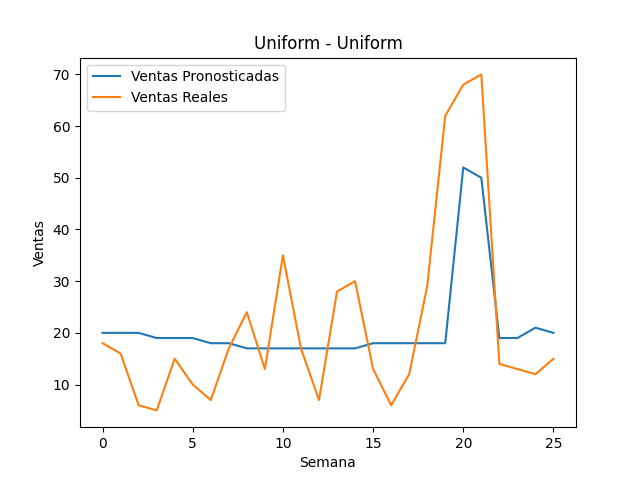 Uniform - Uniform
Ventas Pronosticadas
Ventas Reales
70
60
50
40
30
20
10
Ventas
0 5 10 15 20 25
Semana